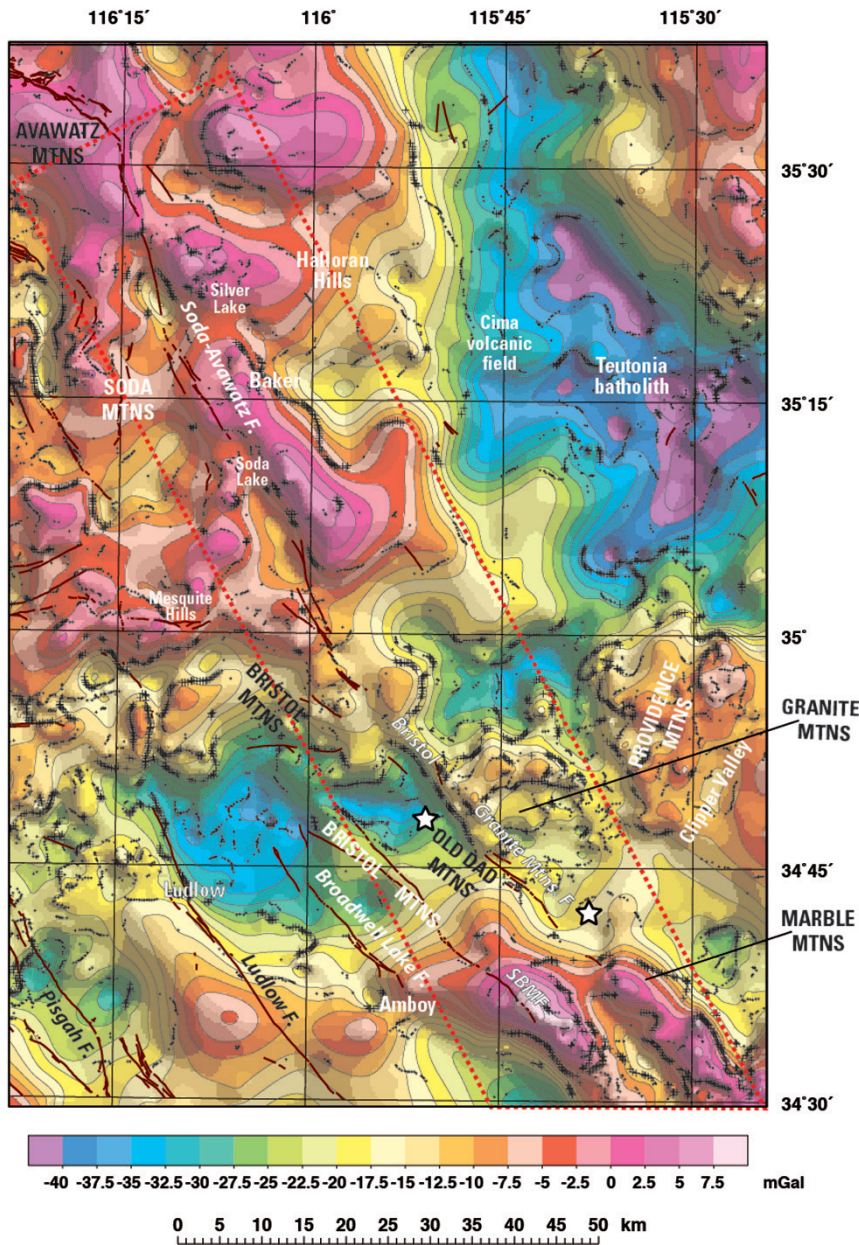 116˚15´
116˚
115˚45´
115˚30´
AVAWATZ
MTNS
35˚30´
Halloran
Hills
Silver
Lake
Soda-Avawatz F.
Cima
volcanic
field
Teutonia
batholith
SODA
MTNS
Baker
35˚15´
Soda
Lake
Mesquite
Hills
35˚
BRISTOL
MTNS
PROVIDENCE
MTNS
GRANITE
MTNS
Bristol
Granite Mtns. F
Clipper Valley
OLD DAD
MTNS
34˚45´
BRISTOL MTNS
Ludlow
Broadwell Lake F.
MARBLE
MTNS
Ludlow F.
Pisgah F.
SBMF
Amboy
34˚30´
-40 -37.5 -35 -32.5 -30 -27.5 -25 -22.5 -20 -17.5 -15 -12.5 -10 -7.5 -5 -2.5 0 2.5 5 7.5 mGal
0 5 10 15 20 25 30 35 40 45 50 km